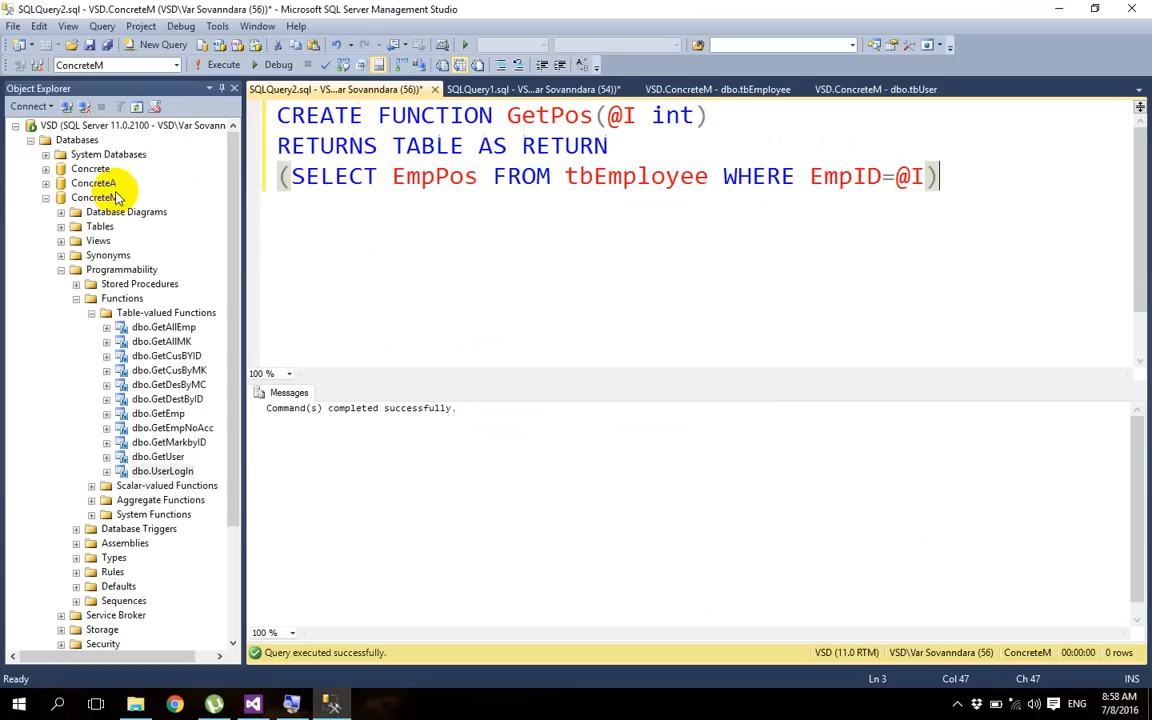 SQLQuery2.sql - VSD.ConcreteM (VSD\Var Sovanndara (56))* - Microsoft SQL Server Management Studio
File Edit View Query Project Debug Tools Window Help
New Query
ConcreteM Execute Debug
Object Explorer
SQLQuery2.sql - VS...ar Sovanndara (56))* SQLQuery1.sql - VS...ar Sovanndara (54))* VSD.ConcreteM - dbo.tbEmployee VSD.ConcreteM - dbo.tbUser
Connect
VSD (SQL Server 11.0.2100 - VSD\Var Sovann
Databases
System Databases
Concrete
ConcreteA
ConcreteM
Database Diagrams
Tables
Views
Synonyms
Programmability
Stored Procedures
Functions
Table-valued Functions
dbo.GetAllEmp
dbo.GetAllMK
dbo.GetCusBYID
dbo.GetCusByMK
dbo.GetDesByMC
dbo.GetDestByID
dbo.GetEmp
dbo.GetEmpNoAcc
dbo.GetMarkbyID
dbo.GetUser
dbo.UserLogIn
Scalar-valued Functions
Aggregate Functions
System Functions
Database Triggers
Assemblies
Types
Rules
Defaults
Sequences
Service Broker
Storage
Security
CREATE FUNCTION GetPos(@I int)
RETURNS TABLE AS RETURN
(SELECT EmpPos FROM tbEmployee WHERE EmpID=@I)
100 %
Messages
Command(s) completed successfully.
100 %
Query executed successfully. VSD (11.0 RTM) VSD\Var Sovanndara (56) ConcreteM 00:00:00 0 rows
Ready Ln 3 Col 47 Ch 47 INS
ENG
8:58 AM
7/8/2016